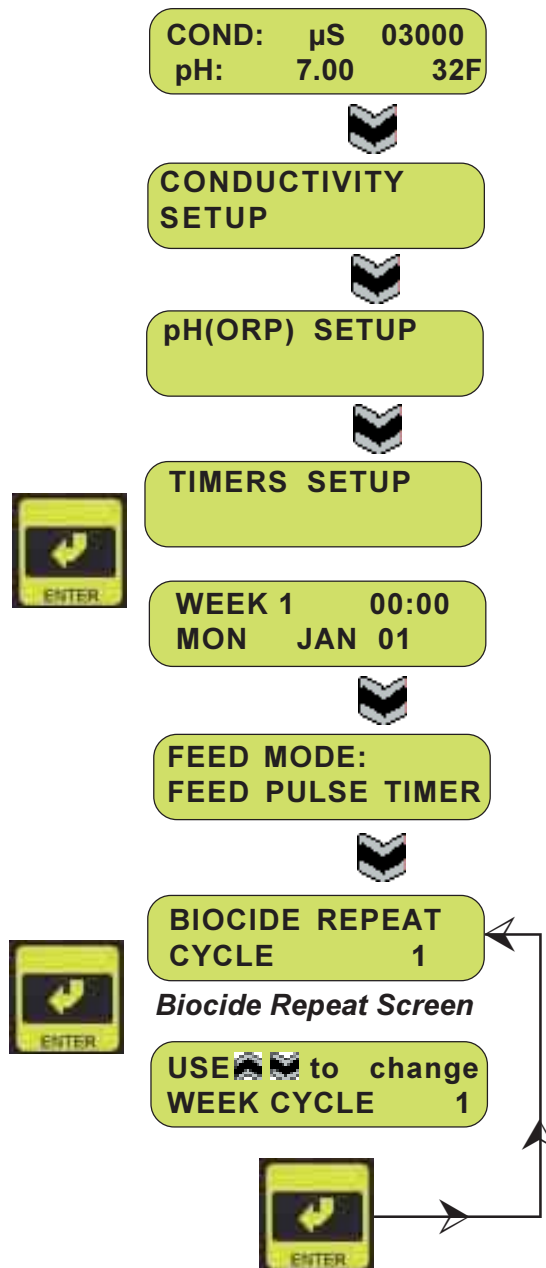 COND: µS 03000
pH: 7.00 32F
CONDUCTIVITY
SETUP
pH(ORP) SETUP
TIMERS SETUP
ENTER
WEEK 1 00:00
MON JAN 01
FEED MODE:
FEED PULSE TIMER
BIOCIDE REPEAT
CYCLE 1
ENTER
Biocide Repeat Screen
USE to change
WEEK CYCLE 1
ENTER